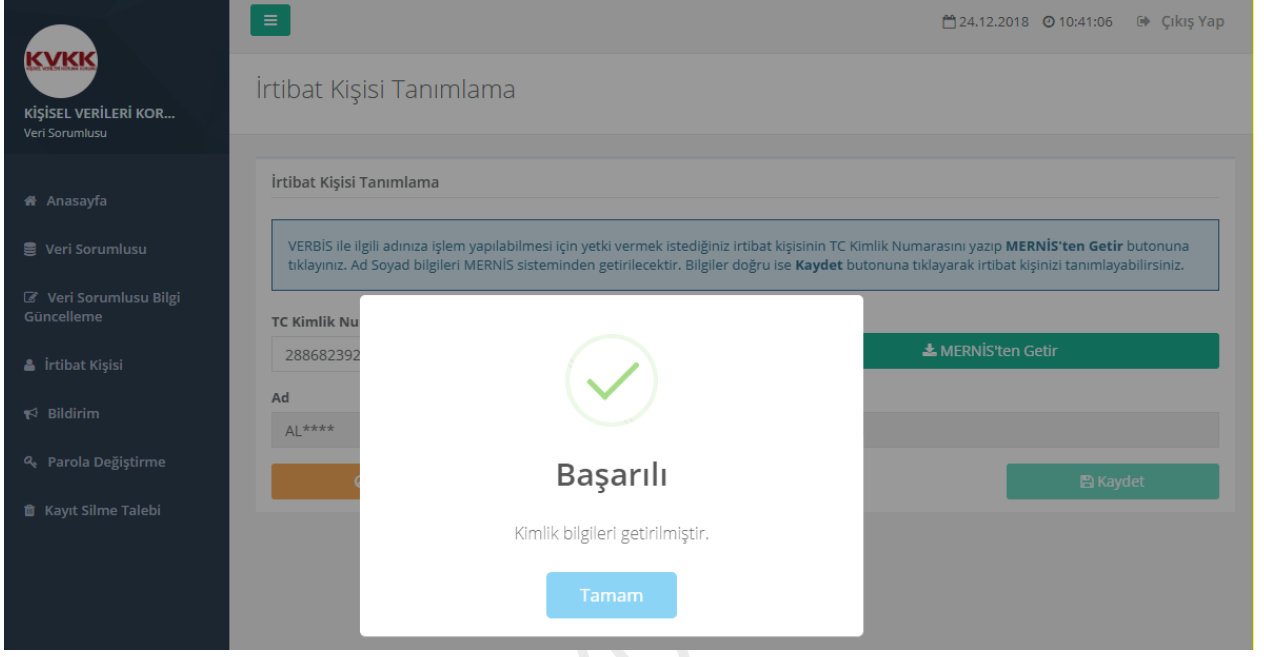 24.12.2018 10:41:06 Çıkış Yap
KVKK
KİŞİSEL VERİLERİ KOR...
Veri Sorumlusu
Anasayfa
Veri Sorumlusu
Veri Sorumlusu Bilgi
Güncelleme
İrtibat Kişisi
Bildirim
Parola Değiştirme
Kayıt Silme Talebi
İrtibat Kişisi Tanımlama
İrtibat Kişisi Tanımlama
VERBİS ile ilgili adınıza işlem yapılabilmesi için yetki vermek istediğiniz irtibat kişisinin TC Kimlik Numarasını yazıp MERNİS'ten Getir butonuna
tıklayınız. Ad Soyad bilgileri MERNİS sisteminden getirilecektir. Bilgiler doğru ise Kaydet butonuna tıklayarak irtibat kişinizi tanımlayabilirsiniz.
TC Kimlik Nu
288682392
MERNİS'ten Getir
Ad
AL****
Kaydet
Başarılı
Kimlik bilgileri getirilmiştir.
Tamam